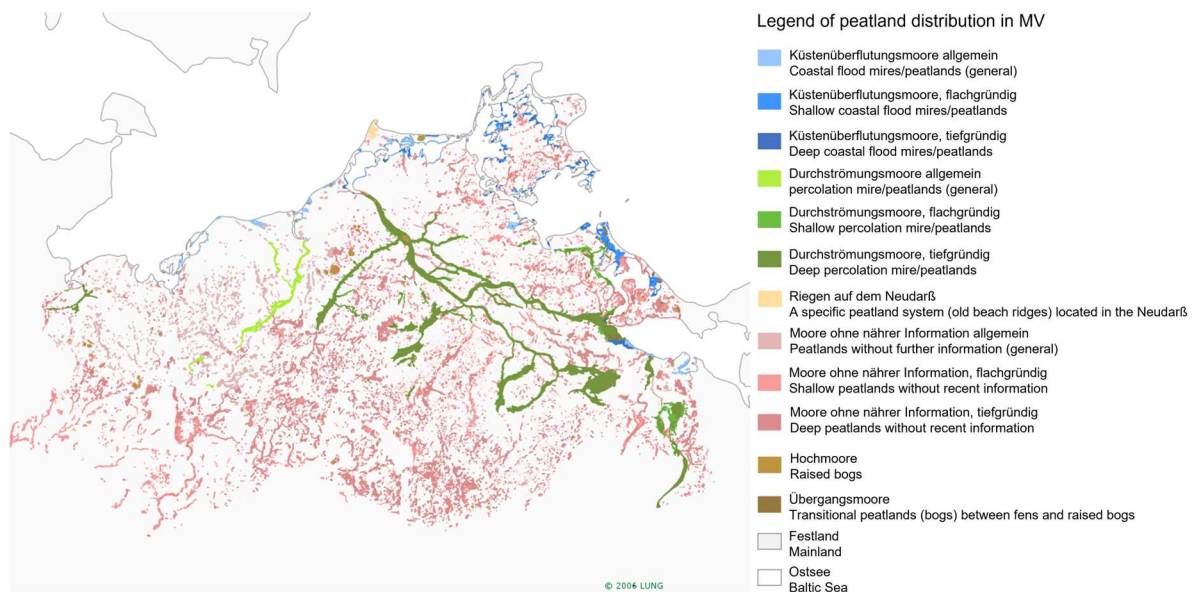 Legend of peatland distribution in MV
Küstenüberflutungsmoore allgemein
Coastal flood mires/peatlands (general)
Küstenüberflutungsmoore, flachgründig
Shallow coastal flood mires/peatlands
Küstenüberflutungsmoore, tiefgründig
Deep coastal flood mires/peatlands
Durchströmungsmoore allgemein
percolation mire/peatlands (general)
Durchströmungsmoore, flachgründig
Shallow percolation mire/peatlands
Durchströmungsmoore, tiefgründig
Deep percolation mire/peatlands
Riegen auf dem Neudarß
A specific peatland system (old beach ridges) located in the Neudarß
Moore ohne nährer Information allgemein
Peatlands without further information (general)
Moore ohne nährer Information, flachgründig
Shallow peatlands without recent information
Moore ohne nährer Information, tiefgründig
Deep peatlands without recent information
Hochmoore
Raised bogs
Übergangsmoore
Transitional peatlands (bogs) between fens and raised bogs
Festland
Mainland
Ostsee
Baltic Sea
© 2006 LUNG